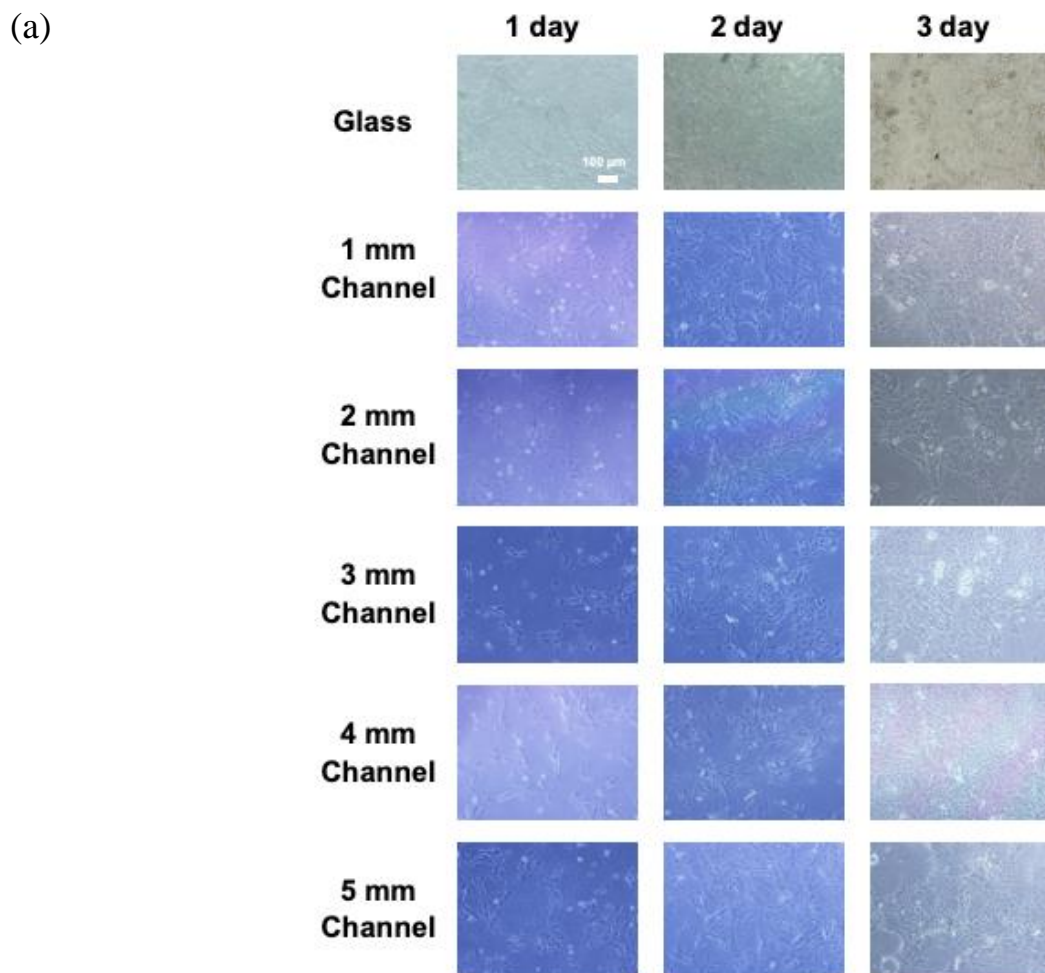 (a)
1 day 2 day 3 day
Glass
100 µm
1 mm
Channel
2 mm
Channel
3 mm
Channel
4 mm
Channel
5 mm
Channel